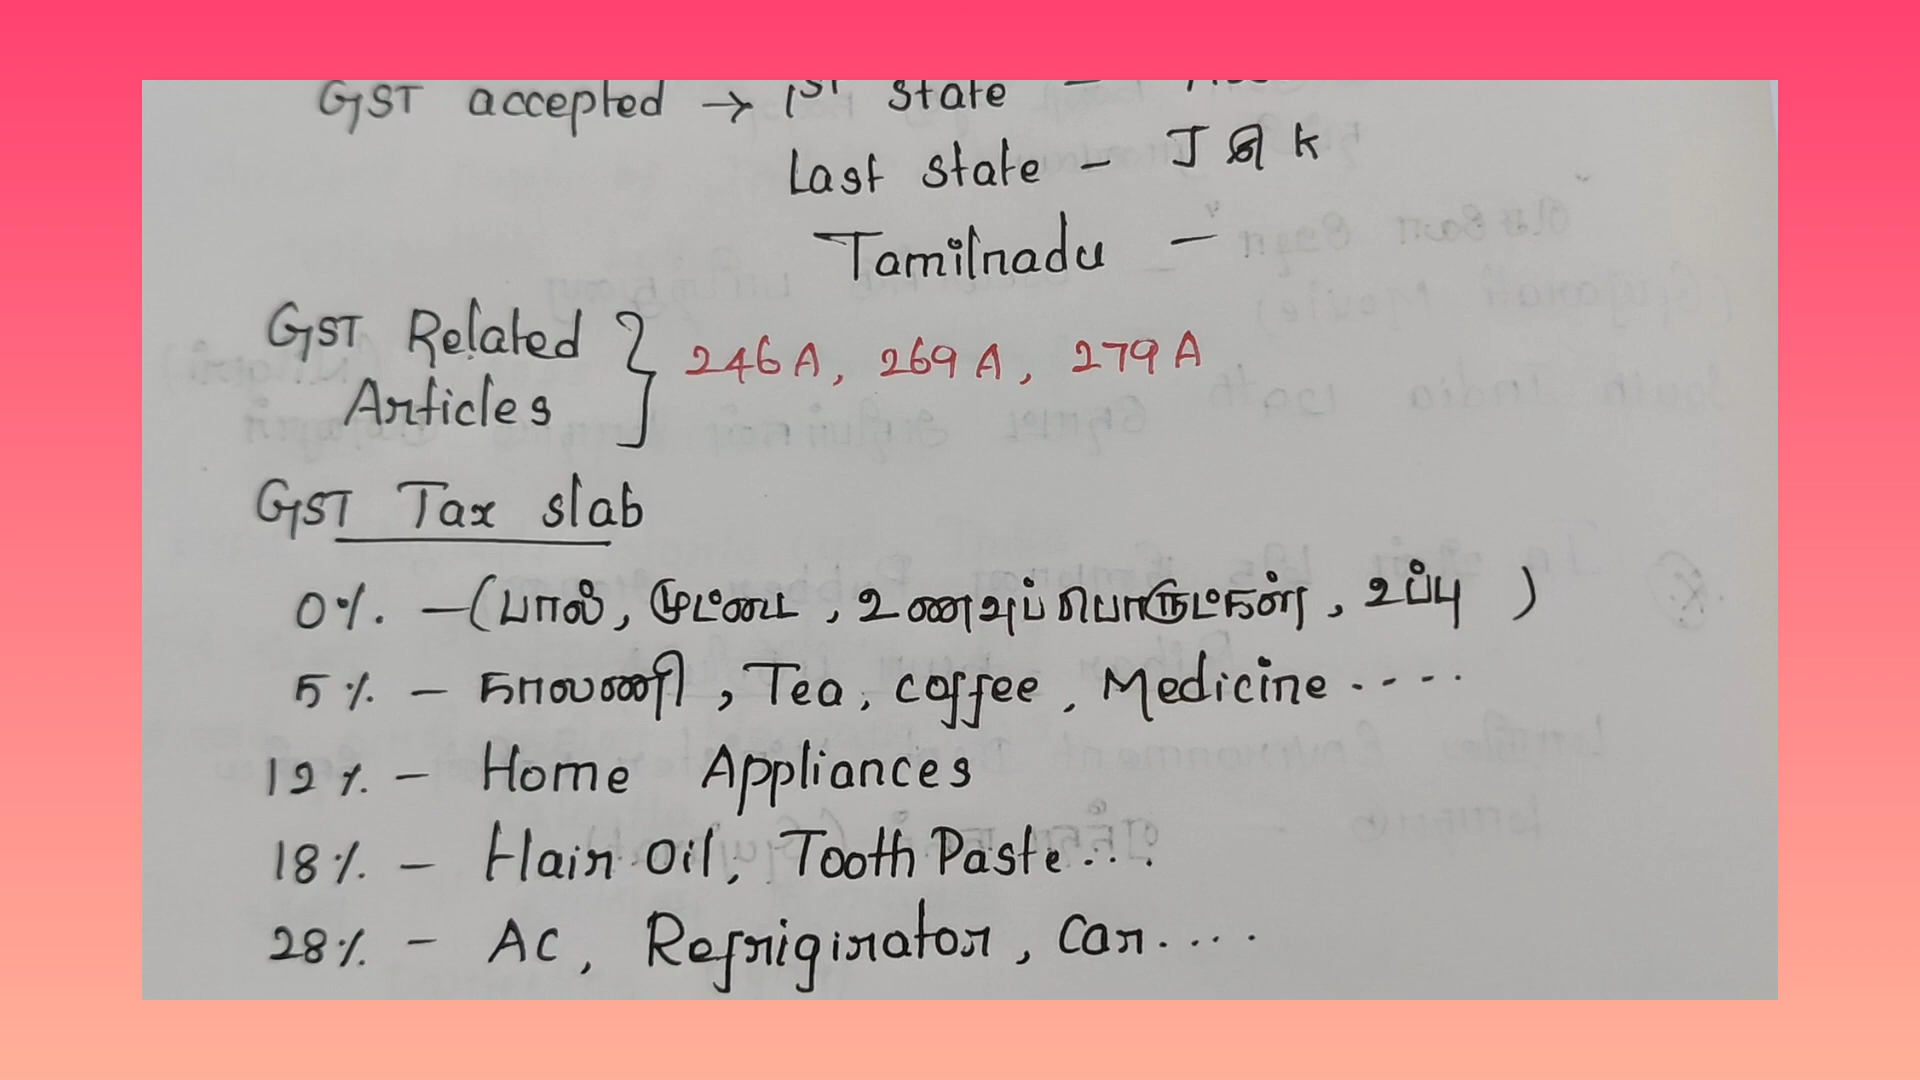 GST accepted → 1st state -
Last state - J & K
Tamilnadu -
GST Related Articles } 246A, 269A, 279A
GST Tax slab
0% - (பால், முட்டை, உணவுப் பொருட்கள், உப்பு )
5% - காலணி, Tea, coffee, Medicine ....
12% - Home Appliances
18% - Hair Oil, Tooth Paste...
28% - AC, Refriginator, Car....